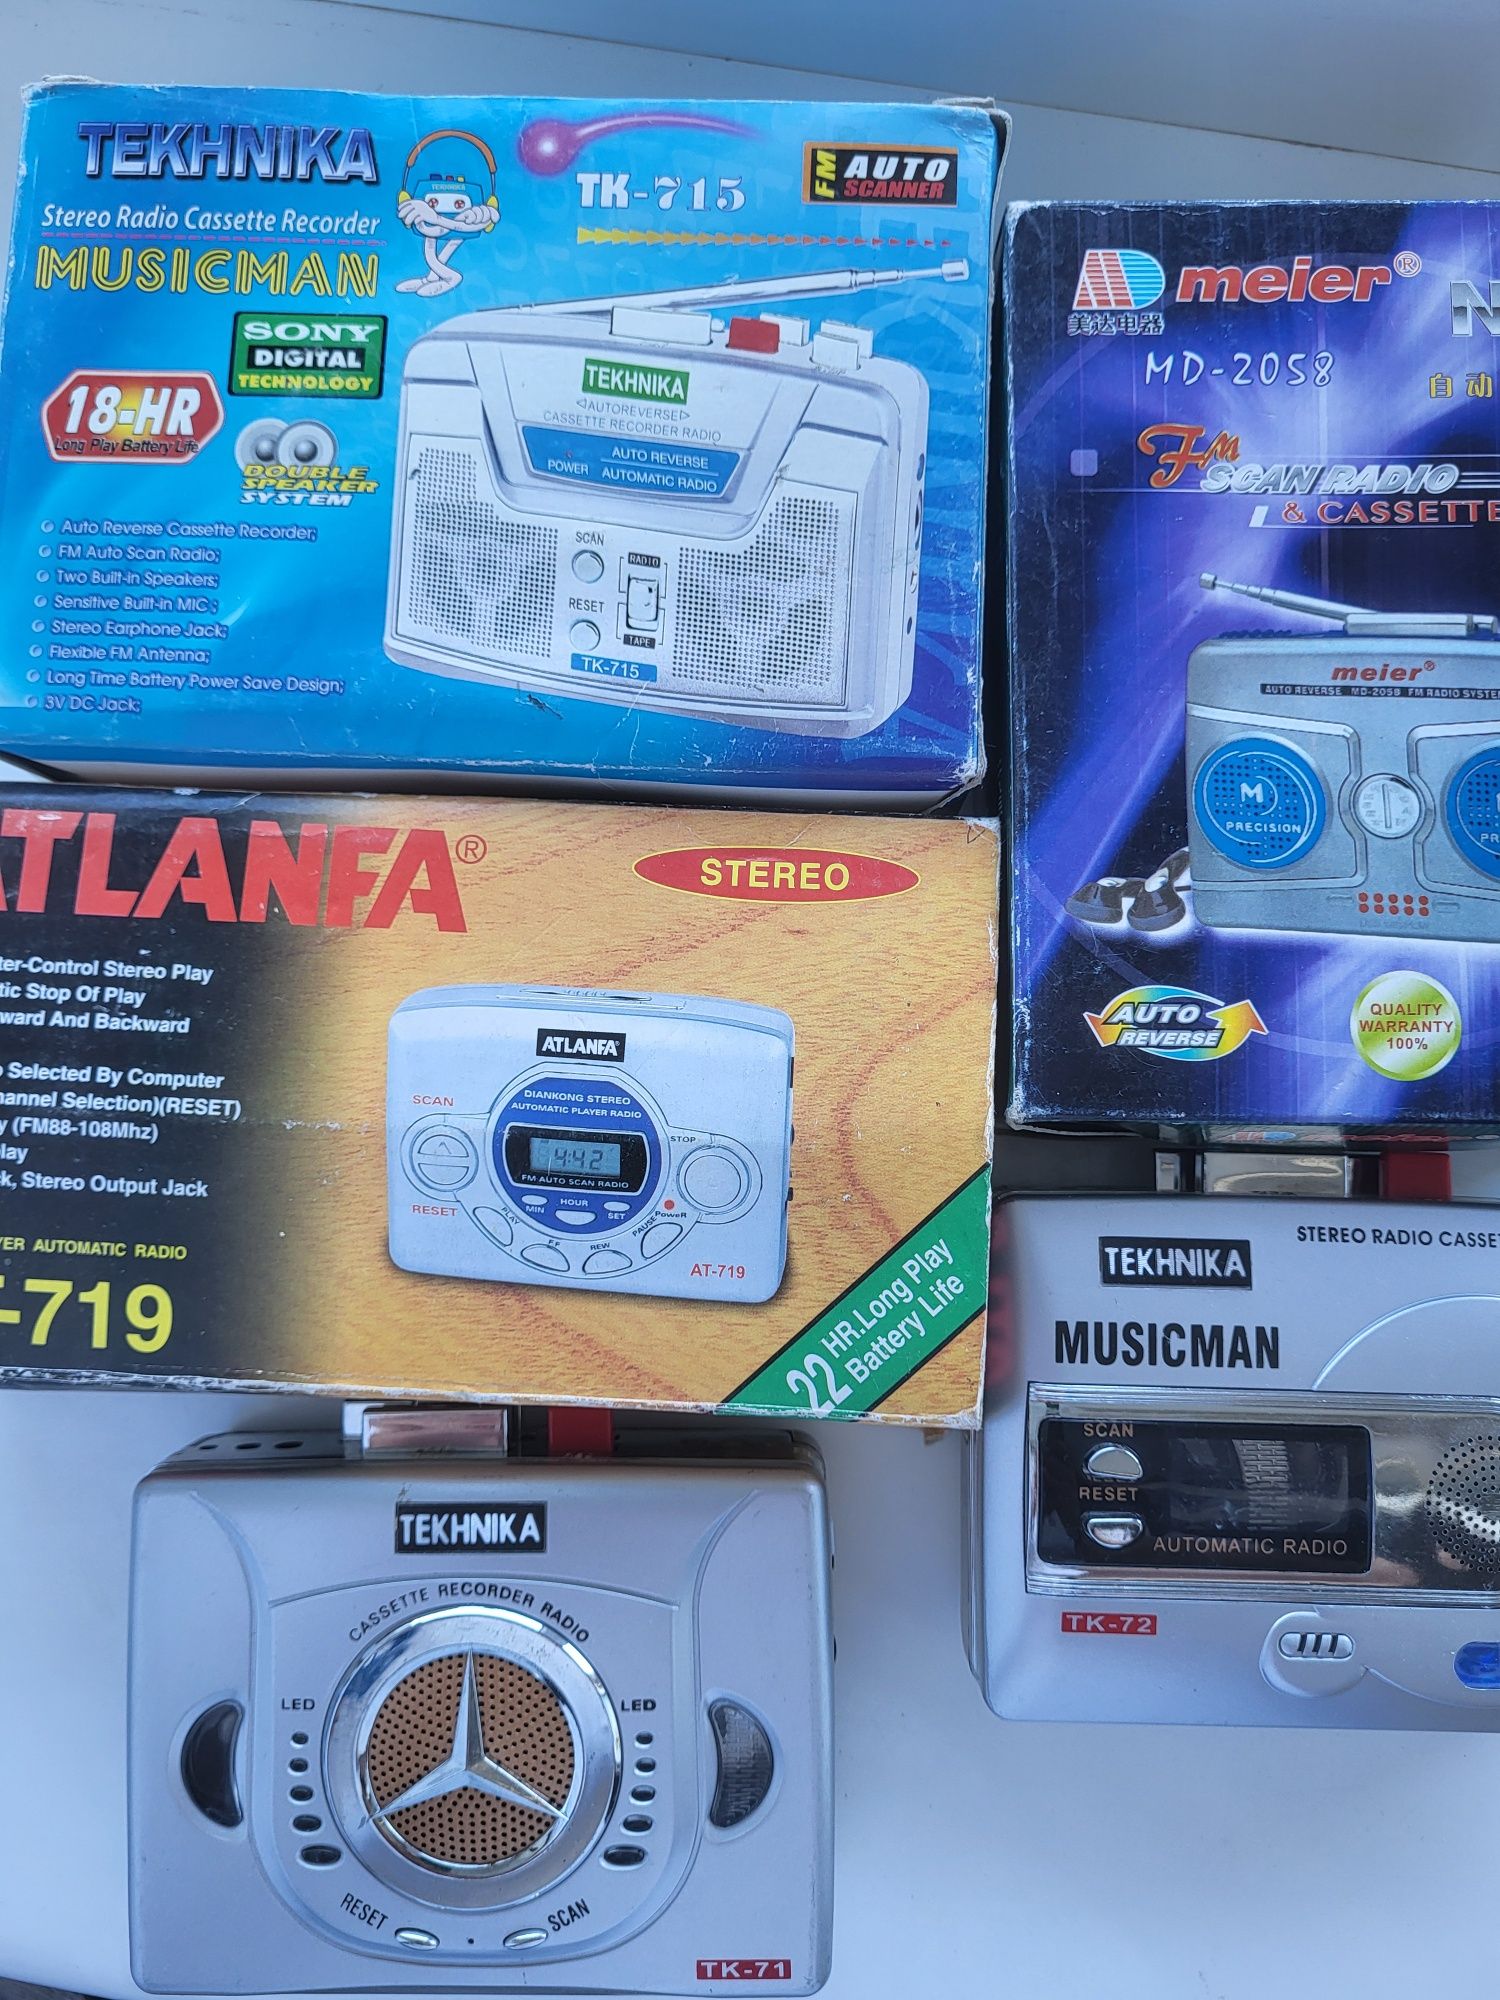 TEKHNIKA
Stereo Radio Cassette Recorder
MUSICMAN
TEKHNIKA
TK-715
FM AUTO SCANNER
SONY
DIGITAL
TECHNOLOGY
18-HR
Long Play Battery Life
DOUBLE
SPEAKER
SYSTEM
Auto Reverse Cassette Recorder;
FM Auto Scan Radio;
Two Built-in Speakers;
Sensitive Built-in MIC;
Stereo Earphone Jack;
Flexible FM Antenna;
Long Time Battery Power Save Design;
3V DC Jack;
TEKHNIKA
◁AUTOREVERSE▷
CASSETTE RECORDER RADIO
AUTO REVERSE
POWER AUTOMATIC RADIO
SCAN
RADIO
RESET
TAPE
TK-715
meier®
美达电器
MD-2058
自动
FM
SCAN RADIO
& CASSETTE
meier®
AUTO REVERSE MD-2058 FM RADIO SYSTE
M
PRECISION
PR
AUTO
REVERSE
QUALITY
WARRANTY
100%
ATLANFA®
STEREO
ter-Control Stereo Play
tic Stop Of Play
ward And Backward
o Selected By Computer
hannel Selection)(RESET)
y (FM88-108Mhz)
lay
ck, Stereo Output Jack
YER AUTOMATIC RADIO
-719
ATLANFA
DIANKONG STEREO
AUTOMATIC PLAYER RADIO
4:42
FM AUTO SCAN RADIO
SCAN
RESET
STOP
MIN HOUR SET
PLAY
F.F
REW
PAUSE
PoweR
AT-719
22 HR.Long Play
Battery Life
TEKHNIKA
STEREO RADIO CASSE
MUSICMAN
SCAN
RESET
AUTOMATIC RADIO
TK-72
TEKHNIKA
CASSETTE RECORDER RADIO
LED
LED
RESET
SCAN
TK-71